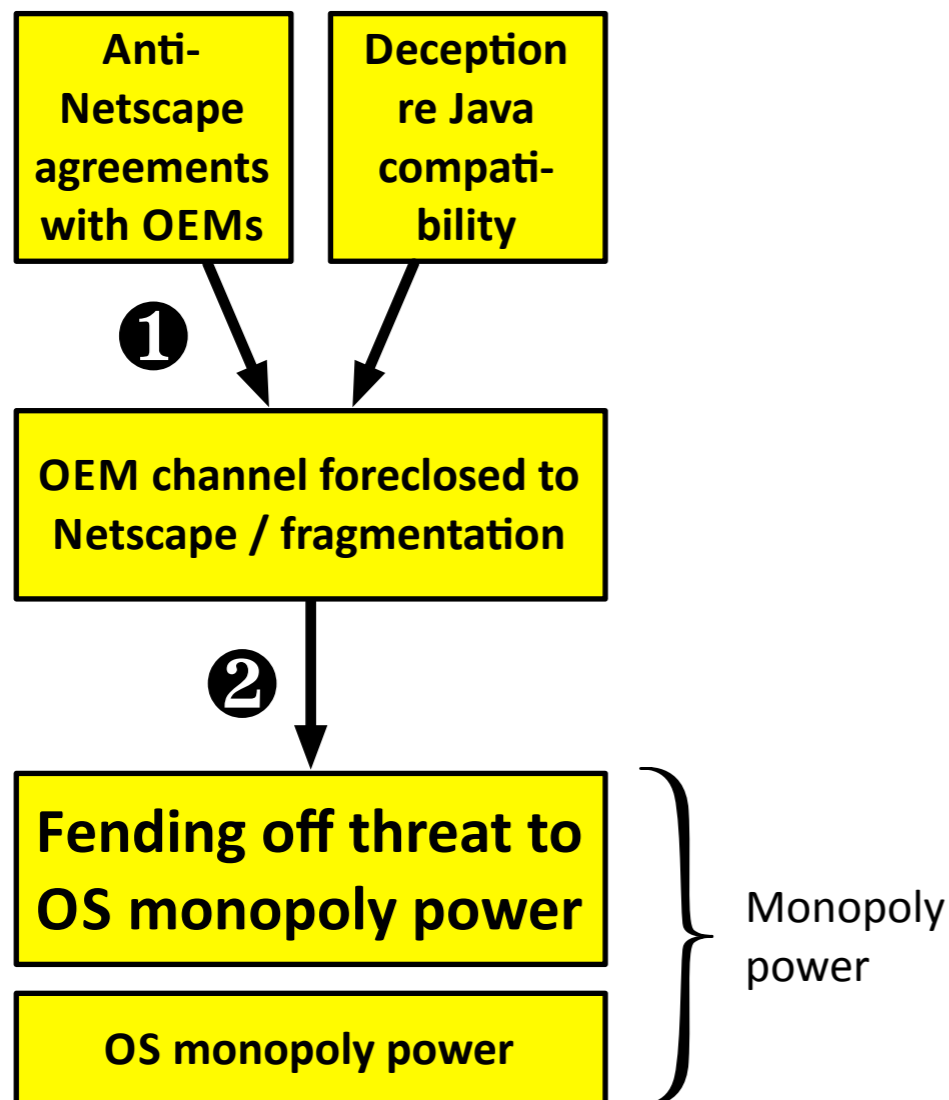 Anti-
Netscape
agreements
with OEMs
Deception
re Java
compati-
bility
❶
OEM channel foreclosed to
Netscape / fragmentation
❷
Fending off threat to
OS monopoly power
Monopoly
power
OS monopoly power